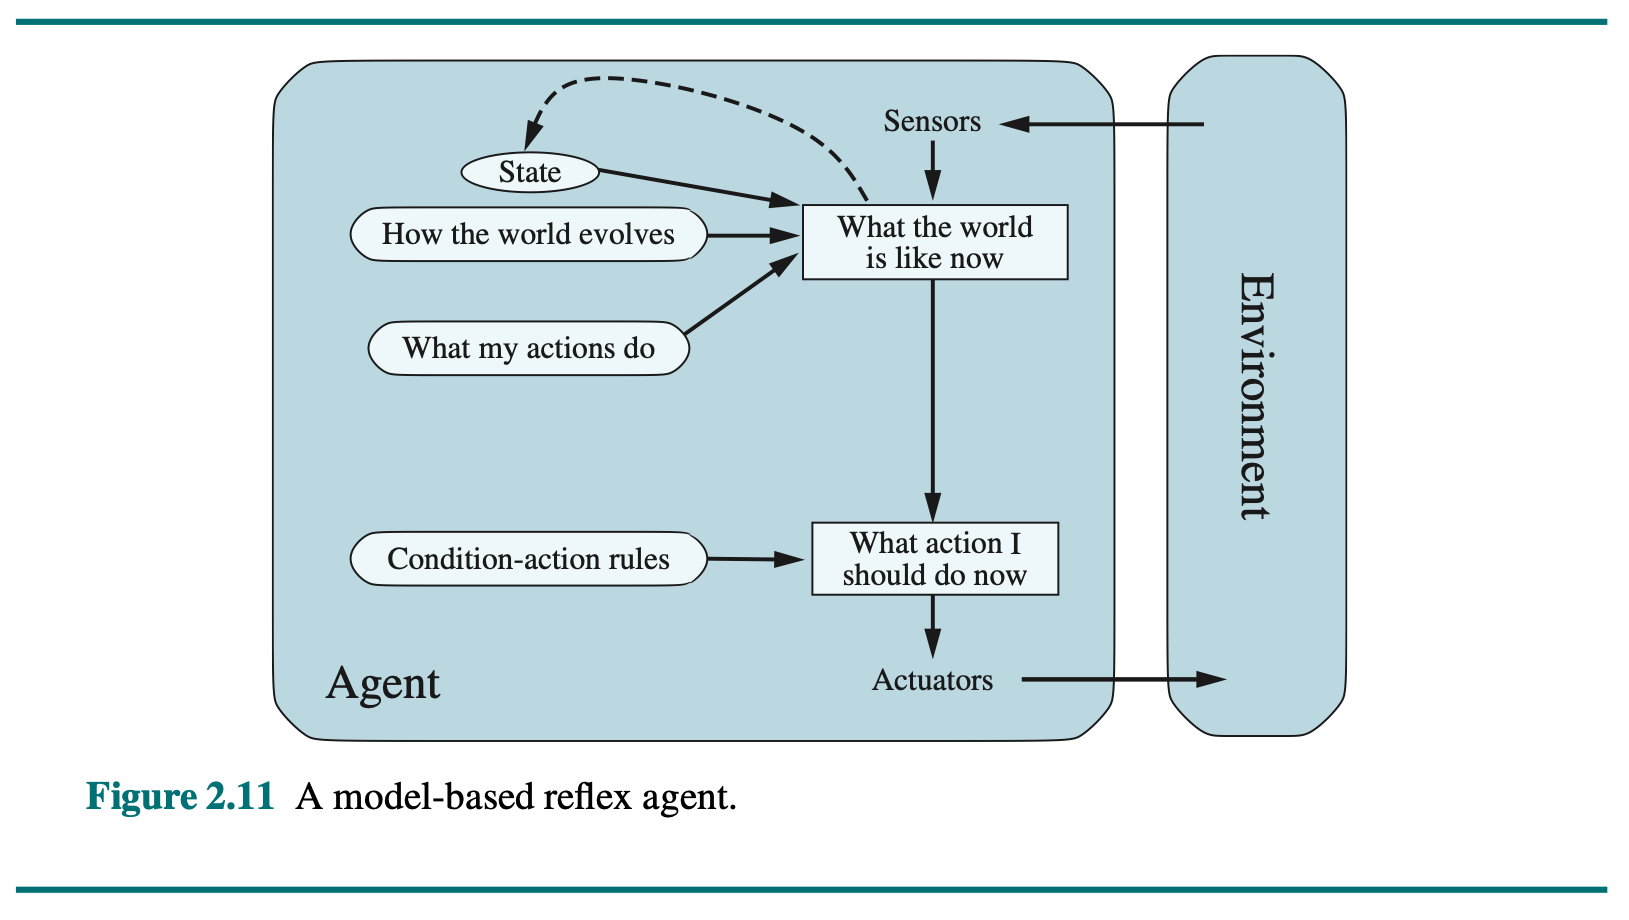 Sensors
State
How the world evolves
What the world
is like now
What my actions do
Environment
Condition-action rules
What action I
should do now
Agent
Actuators
Figure 2.11 A model-based reflex agent.